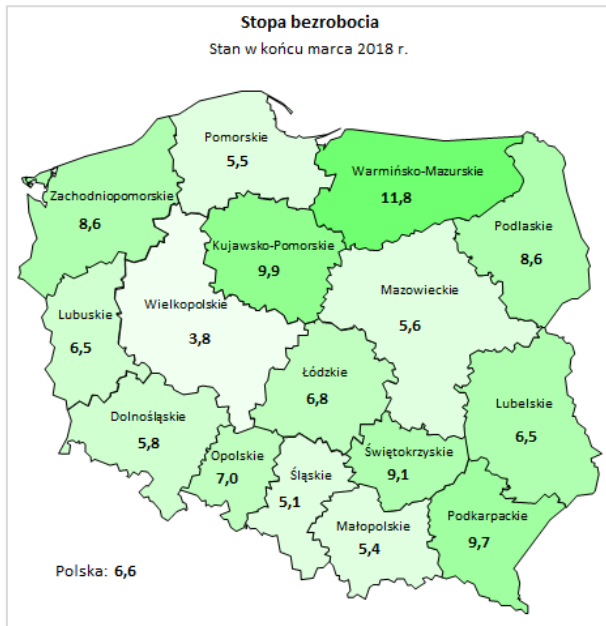 Stopa bezrobocia
Stan w końcu marca 2018 r.
Pomorskie
5,5
Warmińsko-Mazurskie
11,8
Zachodniopomorskie
8,6
Podlaskie
8,6
Kujawsko-Pomorskie
9,9
Mazowieckie
5,6
Wielkopolskie
3,8
Lubuskie
6,5
Łódzkie
6,8
Lubelskie
6,5
Dolnośląskie
5,8
Opolskie
7,0
Śląskie
5,1
Świętokrzyskie
9,1
Małopolskie
5,4
Podkarpackie
9,7
Polska: 6,6